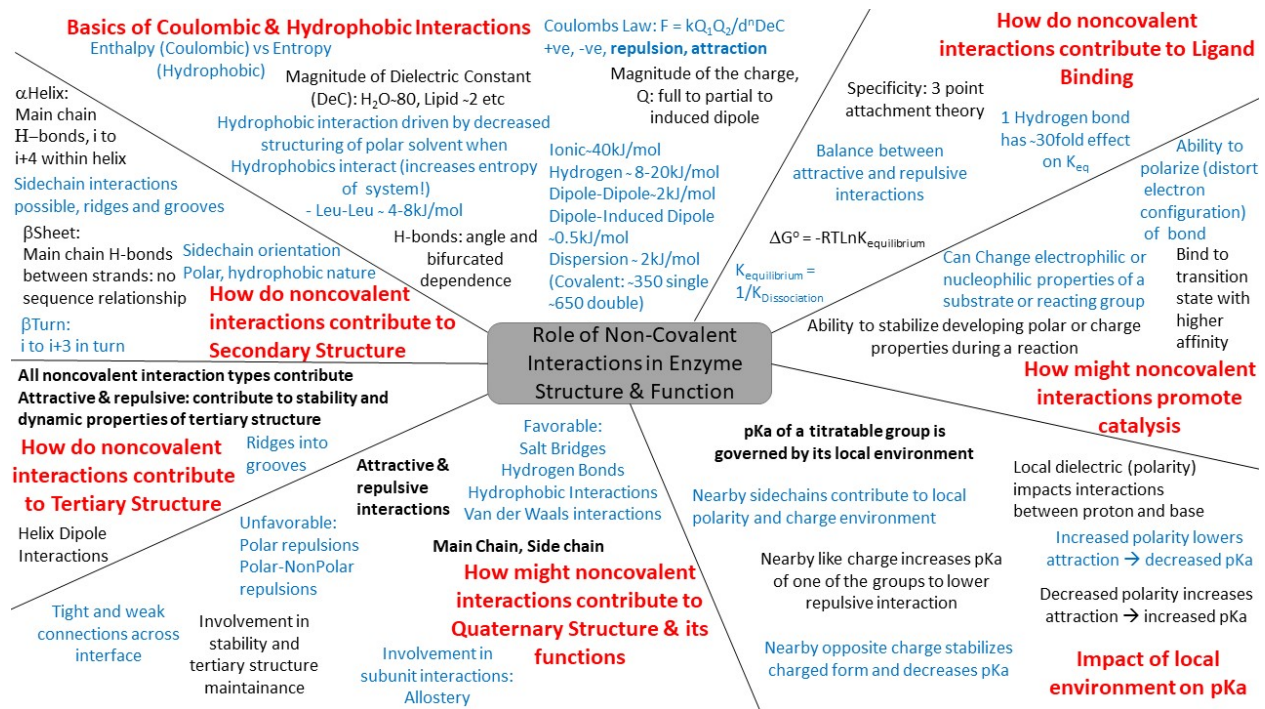 Basics of Coulombic & Hydrophobic Interactions
Enthalpy (Coulombic) vs Entropy
(Hydrophobic)
Coulombs Law: F = kQ₁Q₂/dⁿDeC
+ve, -ve, repulsion, attraction
Magnitude of Dielectric Constant
(DeC): H₂O~80, Lipid ~2 etc
Magnitude of the charge,
Q: full to partial to
induced dipole
Hydrophobic interaction driven by decreased
structuring of polar solvent when
Hydrophobics interact (increases entropy
of system!)
- Leu-Leu ~ 4-8kJ/mol
Ionic~40kJ/mol
Hydrogen ~8-20kJ/mol
Dipole-Dipole~2kJ/mol
Dipole-Induced Dipole
~0.5kJ/mol
Dispersion ~ 2kJ/mol
(Covalent: ~350 single
~650 double)
H-bonds: angle and
bifurcated
dependence
How do noncovalent
interactions contribute to Ligand
Binding
Specificity: 3 point
attachment theory
1 Hydrogen bond
has ~30fold effect
on Keq
Balance between
attractive and repulsive
interactions
ΔGᵒ = -RTLnKequilibrium
Kequilibrium =
1/KDissociation
Ability to
polarize (distort
electron
configuration)
of bond
Can Change electrophilic or
nucleophilic properties of a
substrate or reacting group
Bind to
transition
state with
higher
affinity
Ability to stabilize developing polar or charge
properties during a reaction
How might noncovalent
interactions promote
catalysis
αHelix:
Main chain
H–bonds, i to
i+4 within helix
Sidechain interactions
possible, ridges and grooves
βSheet:
Main chain H-bonds
between strands: no
sequence relationship
Sidechain orientation
Polar, hydrophobic nature
βTurn:
i to i+3 in turn
How do noncovalent
interactions contribute to
Secondary Structure
Role of Non-Covalent
Interactions in Enzyme
Structure & Function
All noncovalent interaction types contribute
Attractive & repulsive: contribute to stability and
dynamic properties of tertiary structure
How do noncovalent
interactions contribute
to Tertiary Structure
Ridges into
grooves
Helix Dipole
Interactions
Attractive &
repulsive
interactions
Favorable:
Salt Bridges
Hydrogen Bonds
Hydrophobic Interactions
Van der Waals interactions
Unfavorable:
Polar repulsions
Polar-NonPolar
repulsions
Main Chain, Side chain
How might noncovalent
interactions contribute to
Quaternary Structure & its
functions
Tight and weak
connections across
interface
Involvement in
stability and
tertiary structure
maintainance
Involvement in
subunit interactions:
Allostery
pKa of a titratable group is
governed by its local environment
Nearby sidechains contribute to local
polarity and charge environment
Nearby like charge increases pKa
of one of the groups to lower
repulsive interaction
Nearby opposite charge stabilizes
charged form and decreases pKa
Local dielectric (polarity)
impacts interactions
between proton and base
Increased polarity lowers
attraction → decreased pKa
Decreased polarity increases
attraction → increased pKa
Impact of local
environment on pKa